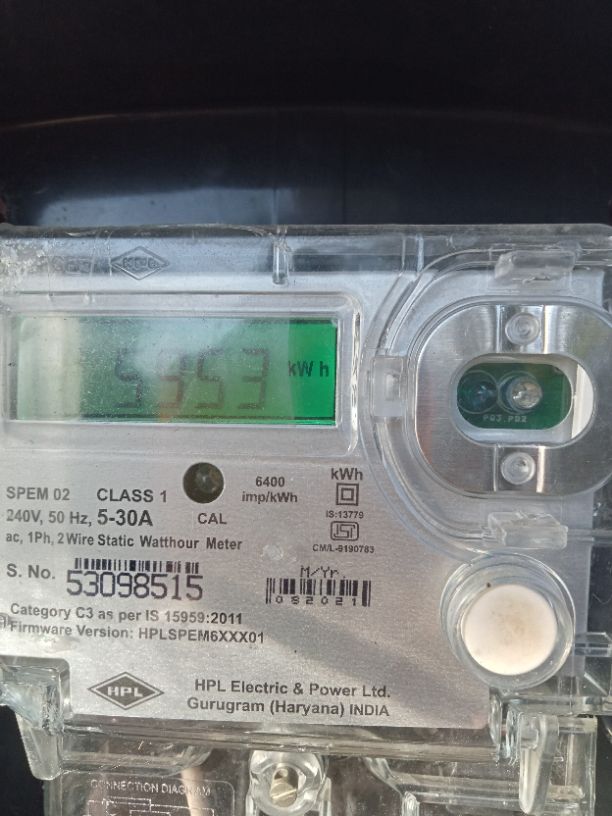 5953 kWh
SPEM 02 CLASS 1 6400 imp/kWh kWh
240V, 50 Hz, 5-30A CAL IS:13779
CM/L-9190783
ac, 1Ph, 2 Wire Static Watthour Meter
S. No. 53098515 M/Yr. 082021
Category C3 as per IS 15959:2011
Firmware Version: HPLSPEM6XXX01
HPL HPL Electric & Power Ltd.
Gurugram (Haryana) INDIA
CONNECTION DIAGRAM